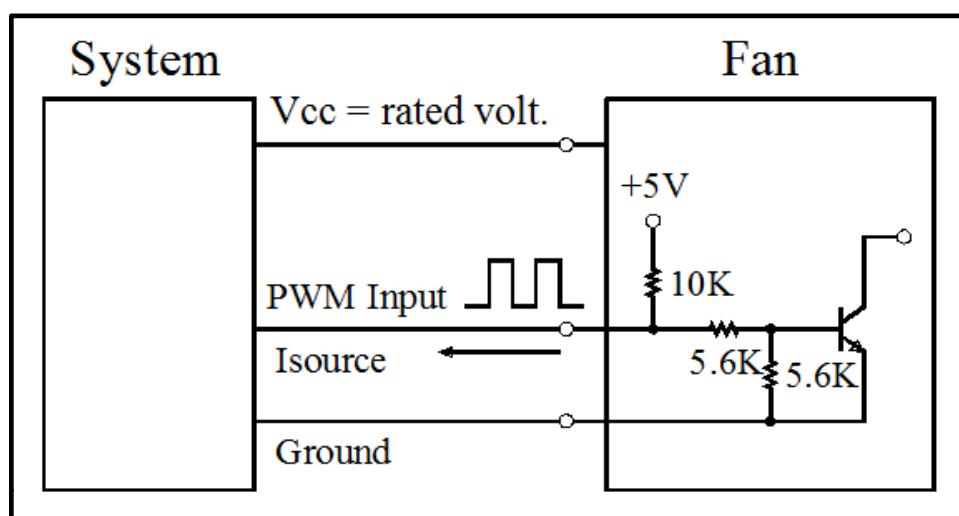 System
Fan
Vcc = rated volt.
+5V
PWM Input
10K
Isource
5.6K
5.6K
Ground